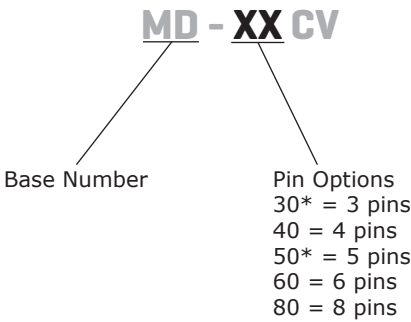 MD - XX CV
Base Number
Pin Options
30* = 3 pins
40 = 4 pins
50* = 5 pins
60 = 6 pins
80 = 8 pins